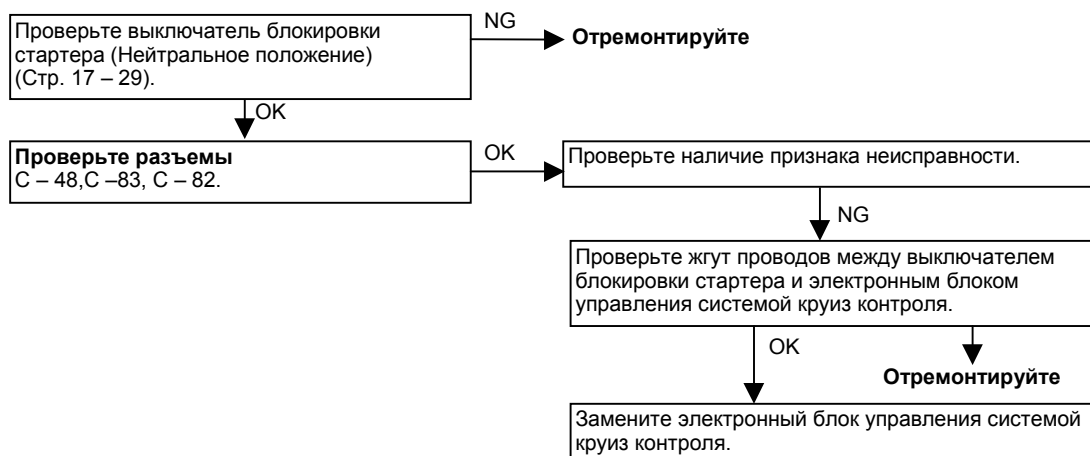 Проверьте выключатель блокировки
стартера (Нейтральное положение)
(Стр. 17 – 29).
NG
Отремонтируйте
OK
Проверьте разъемы
С – 48,С –83, С – 82.
OK
Проверьте наличие признака неисправности.
NG
Проверьте жгут проводов между выключателем
блокировки стартера и электронным блоком
управления системой круиз контроля.
OK
Отремонтируйте
Замените электронный блок управления системой
круиз контроля.